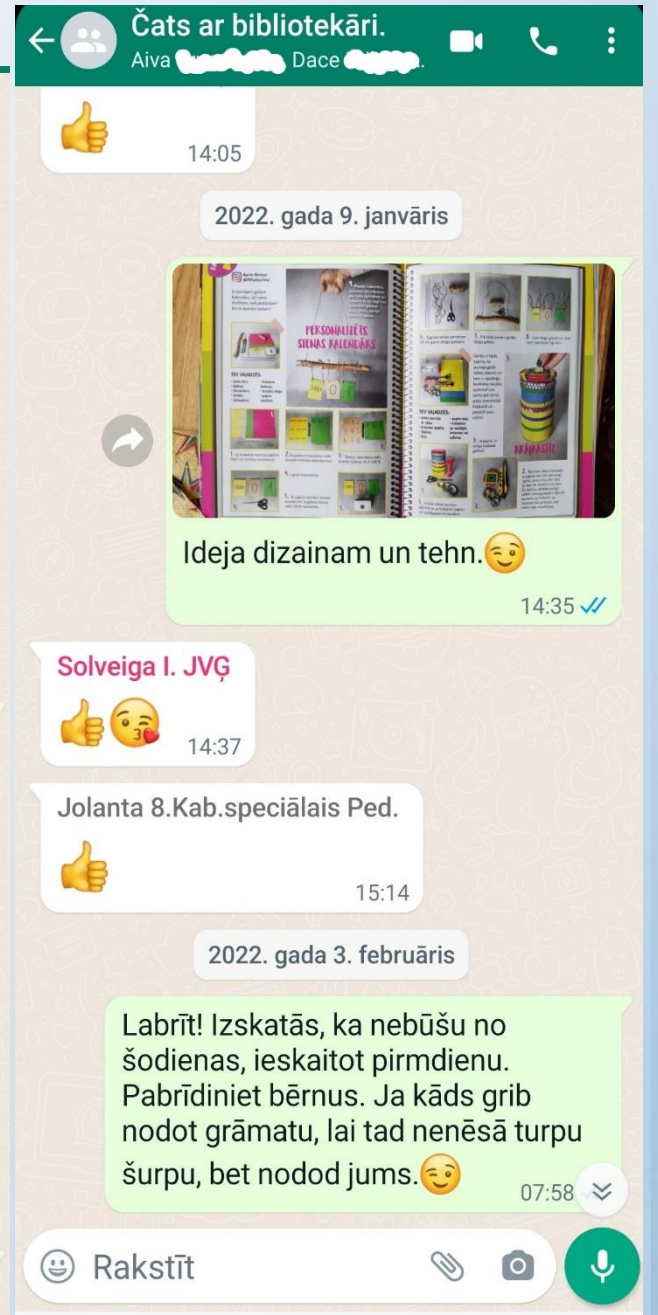 Čats ar bibliotekāri.
Aiva Dace
14:05
2022. gada 9. janvāris
PERSONALIZĒTS
SIENAS KALENDĀRS
KRĀJKASĪTE
Ideja dizainam un tehn.😉
14:35
Solveiga I. JVĢ
👍😘
14:37
Jolanta 8.Kab.speciālais Ped.
👍
15:14
2022. gada 3. februāris
Labrīt! Izskatās, ka nebūšu no
šodienas, ieskaitot pirmdienu.
Pabrīdiniet bērnus. Ja kāds grib
nodot grāmatu, lai tad nenēsā turpu
šurpu, bet nodod jums.😉
07:58
Rakstīt